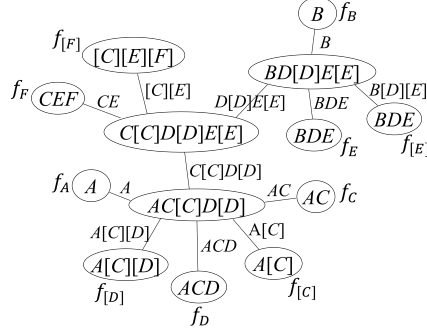 B
f_B
B
f_[F]
[C][E][F]
BD[D]E[E]
f_F
CEF
CE
[C][E]
D[D]E[E]
BDE
B[D][E]
BDE
f_[E]
C[C]D[D]E[E]
BDE
f_E
C[C]D[D]
f_A
A
A
AC
AC
f_C
AC[C]D[D]
A[C][D]
ACD
A[C]
A[C][D]
A[C]
f_[C]
f_[D]
ACD
f_D